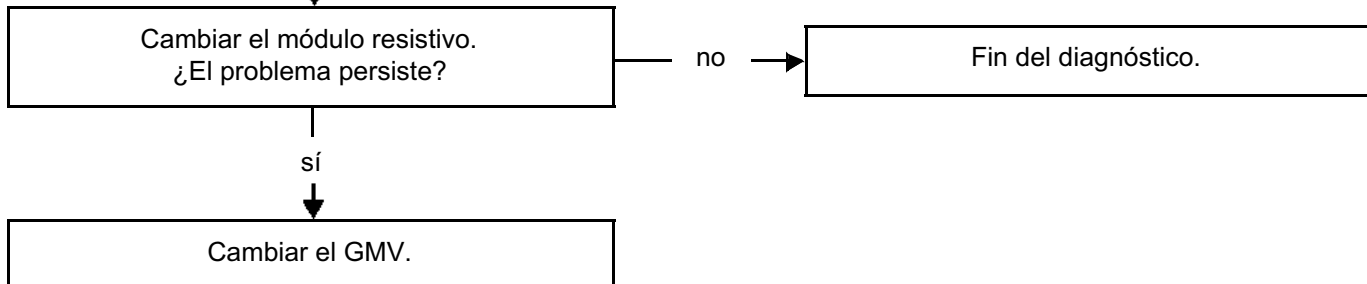 Cambiar el módulo resistivo.
¿El problema persiste?
no
Fin del diagnóstico.
sí
Cambiar el GMV.